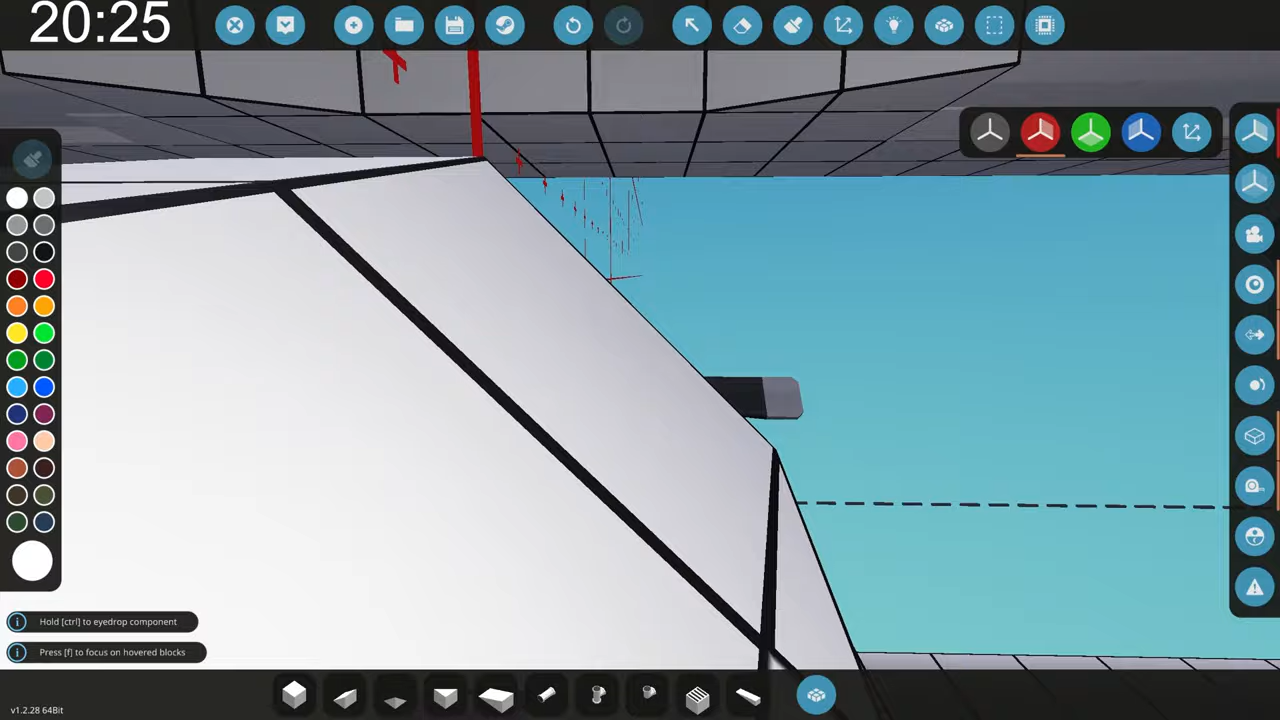 20:25
Hold [ctrl] to eyedrop component
Press [f] to focus on hovered blocks
v1.2.28 64Bit